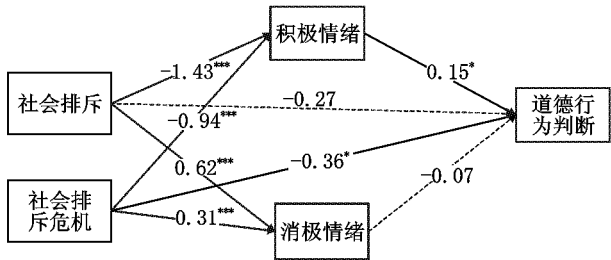 积极情绪
-1.43***
0.15*
社会排斥
-0.27
道德行
为判断
-0.94***
-0.36*
0.62***
-0.07
社会排
斥危机
0.31***
消极情绪